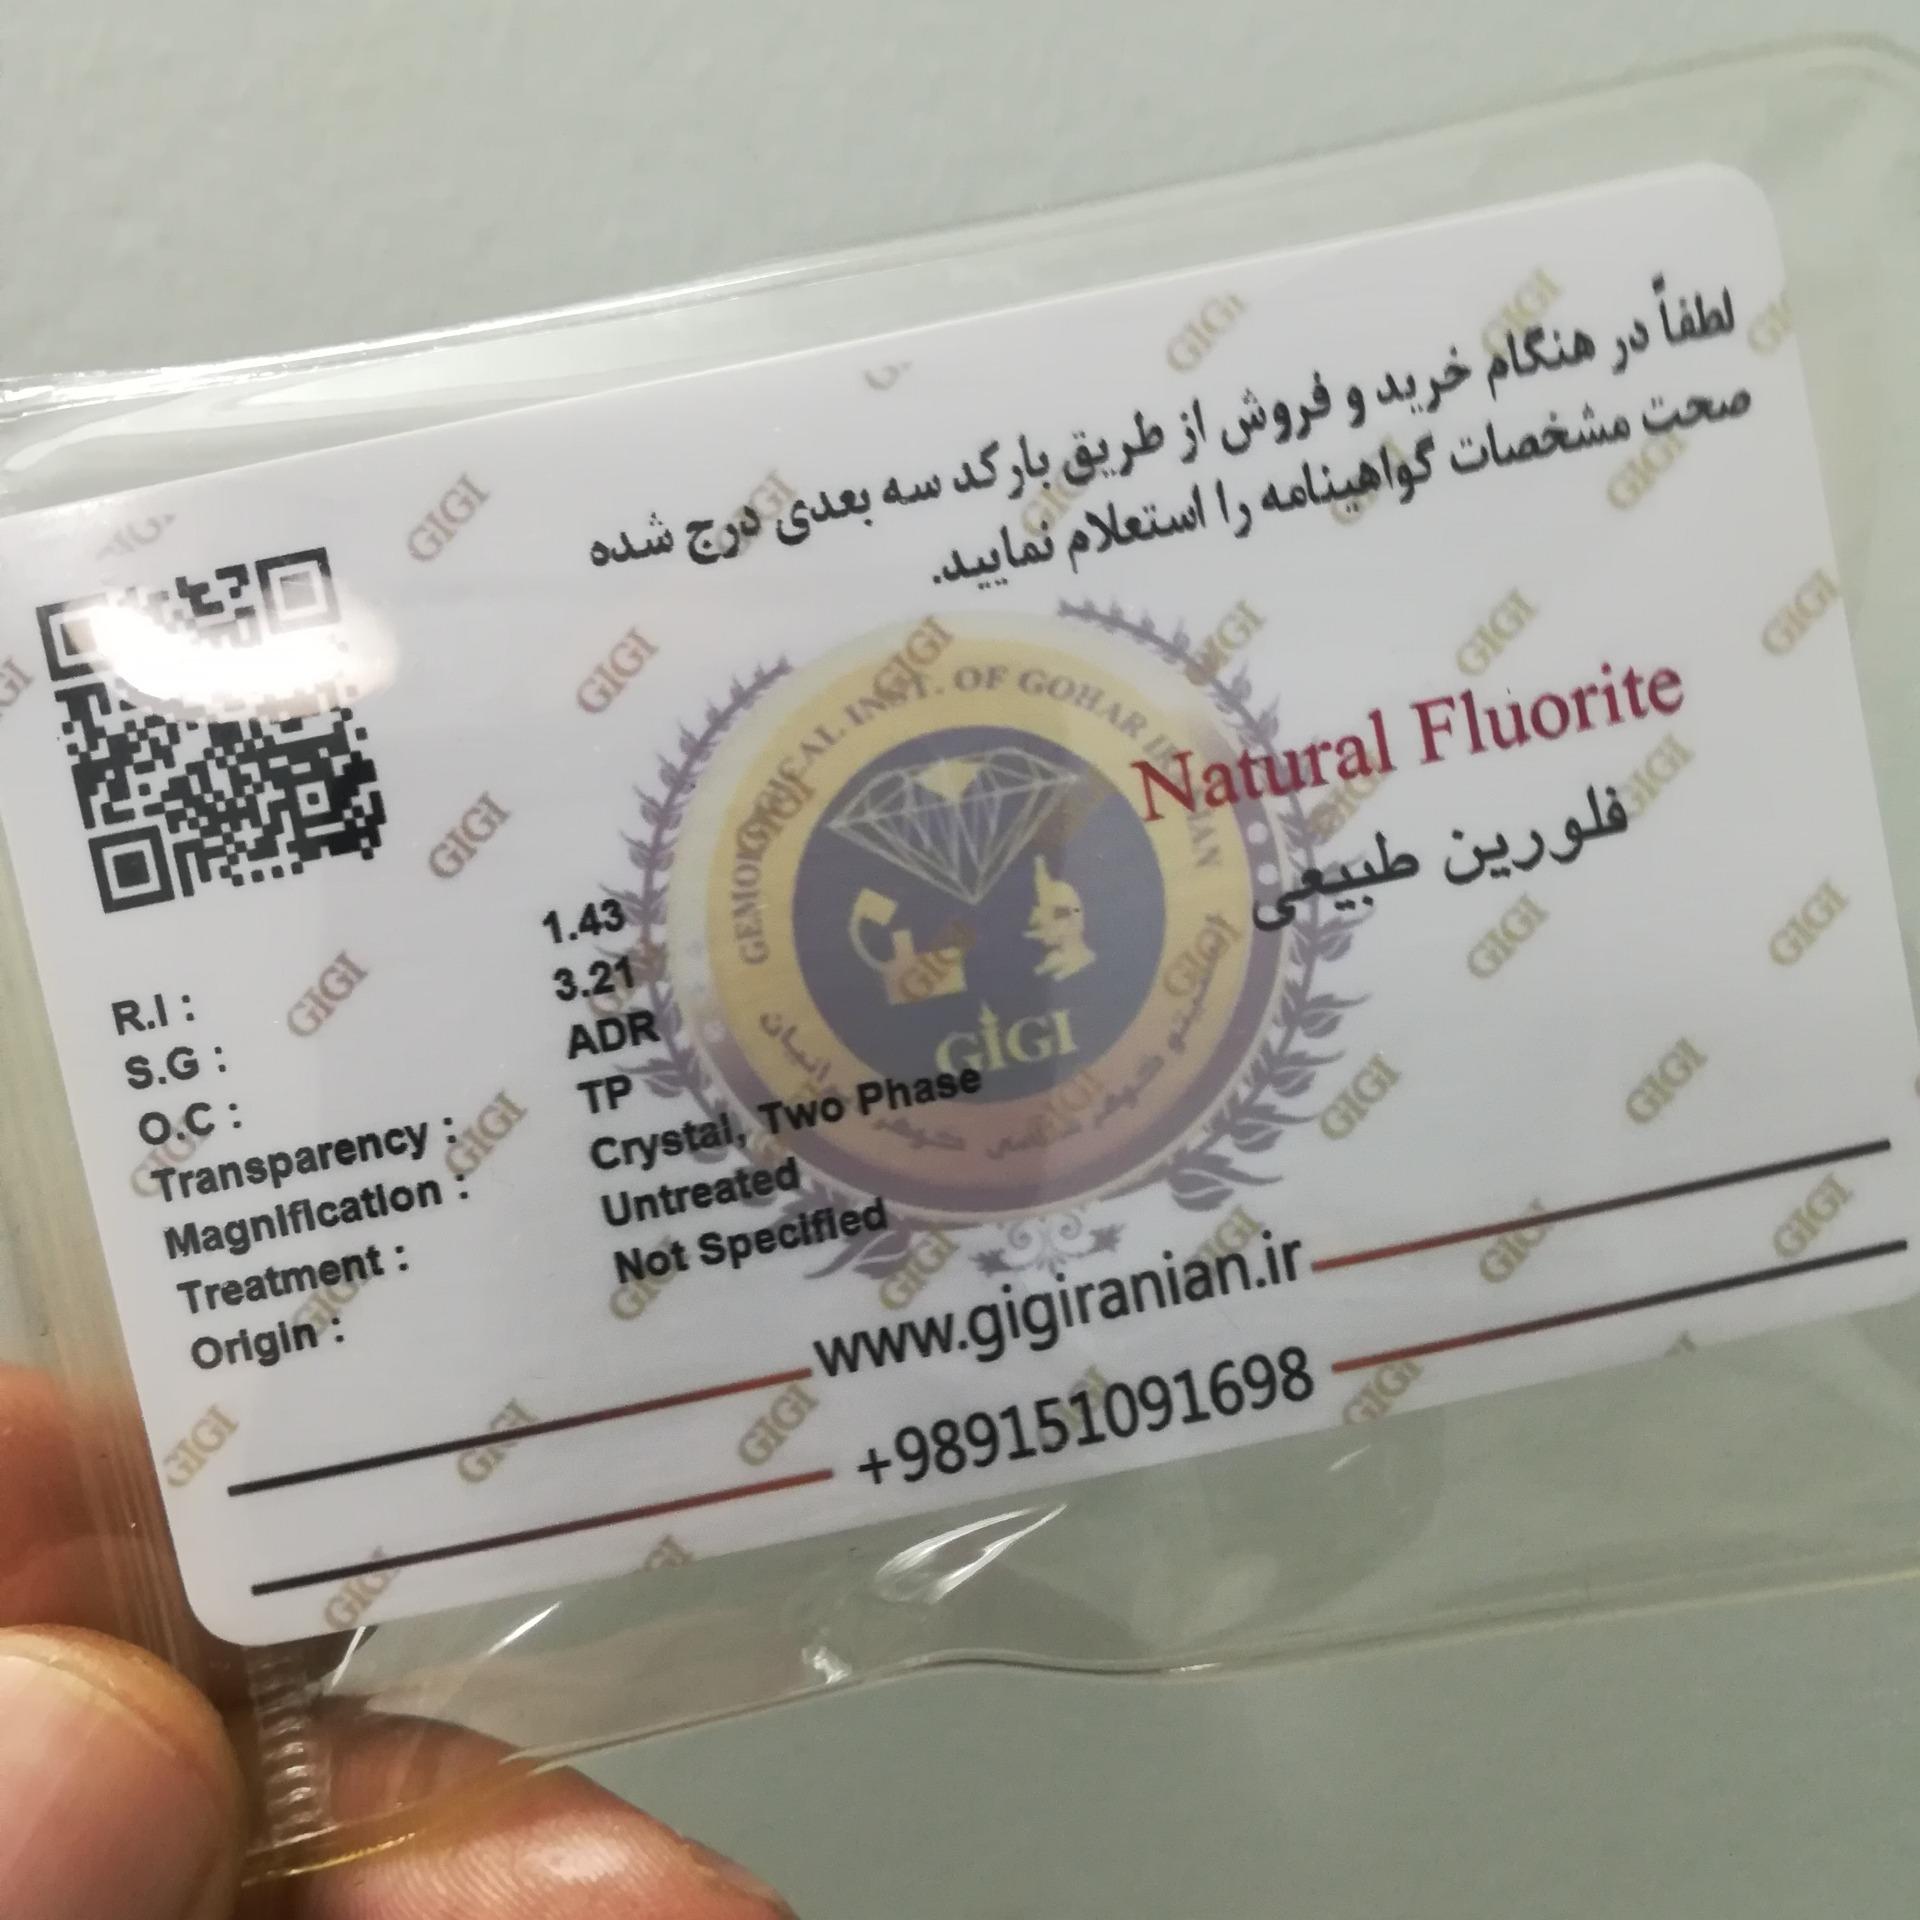 لطفاً در هنگام خرید و فروش از طریق بارکد سه بعدی درج شده
صحت مشخصات گواهینامه را استعلام نمایید.
GEMOLOGICAL INST. OF GOHAR IRANIAN
GIGI
Natural Fluorite
فلورین طبیعی
R.I : 1.43
S.G : 3.21
O.C : ADR
Transparency : TP
Magnification : Crystal, Two Phase
Treatment : Untreated
Origin : Not Specified
www.gigiranian.ir
+989151091698